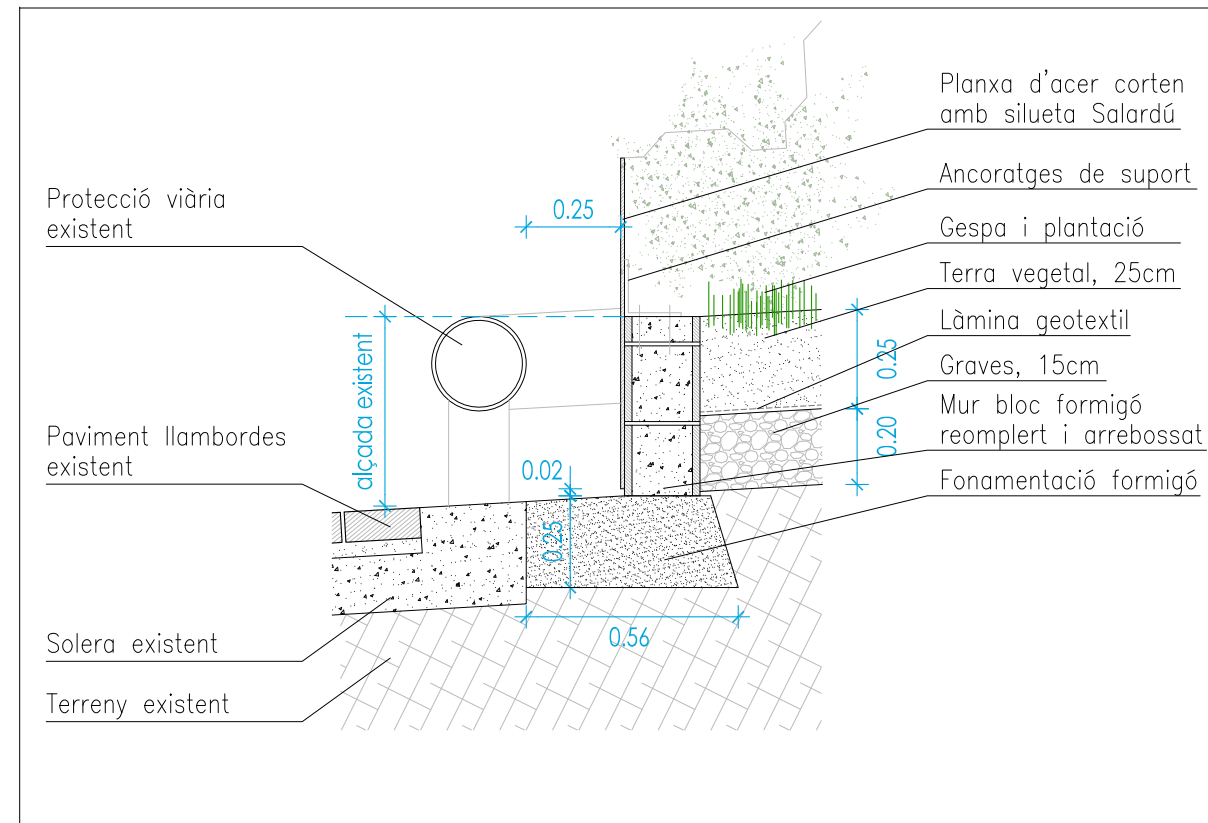 Protecció viària
existent
Paviment llambordes
existent
Solera existent
Terreny existent
alçada existent
0.25
0.02
0.25
0.56
0.25
0.20
Planxa d'acer corten
amb silueta Salardú
Ancoratges de suport
Gespa i plantació
Terra vegetal, 25cm
Làmina geotextil
Graves, 15cm
Mur bloc formigó
reomplert i arrebossat
Fonamentació formigó